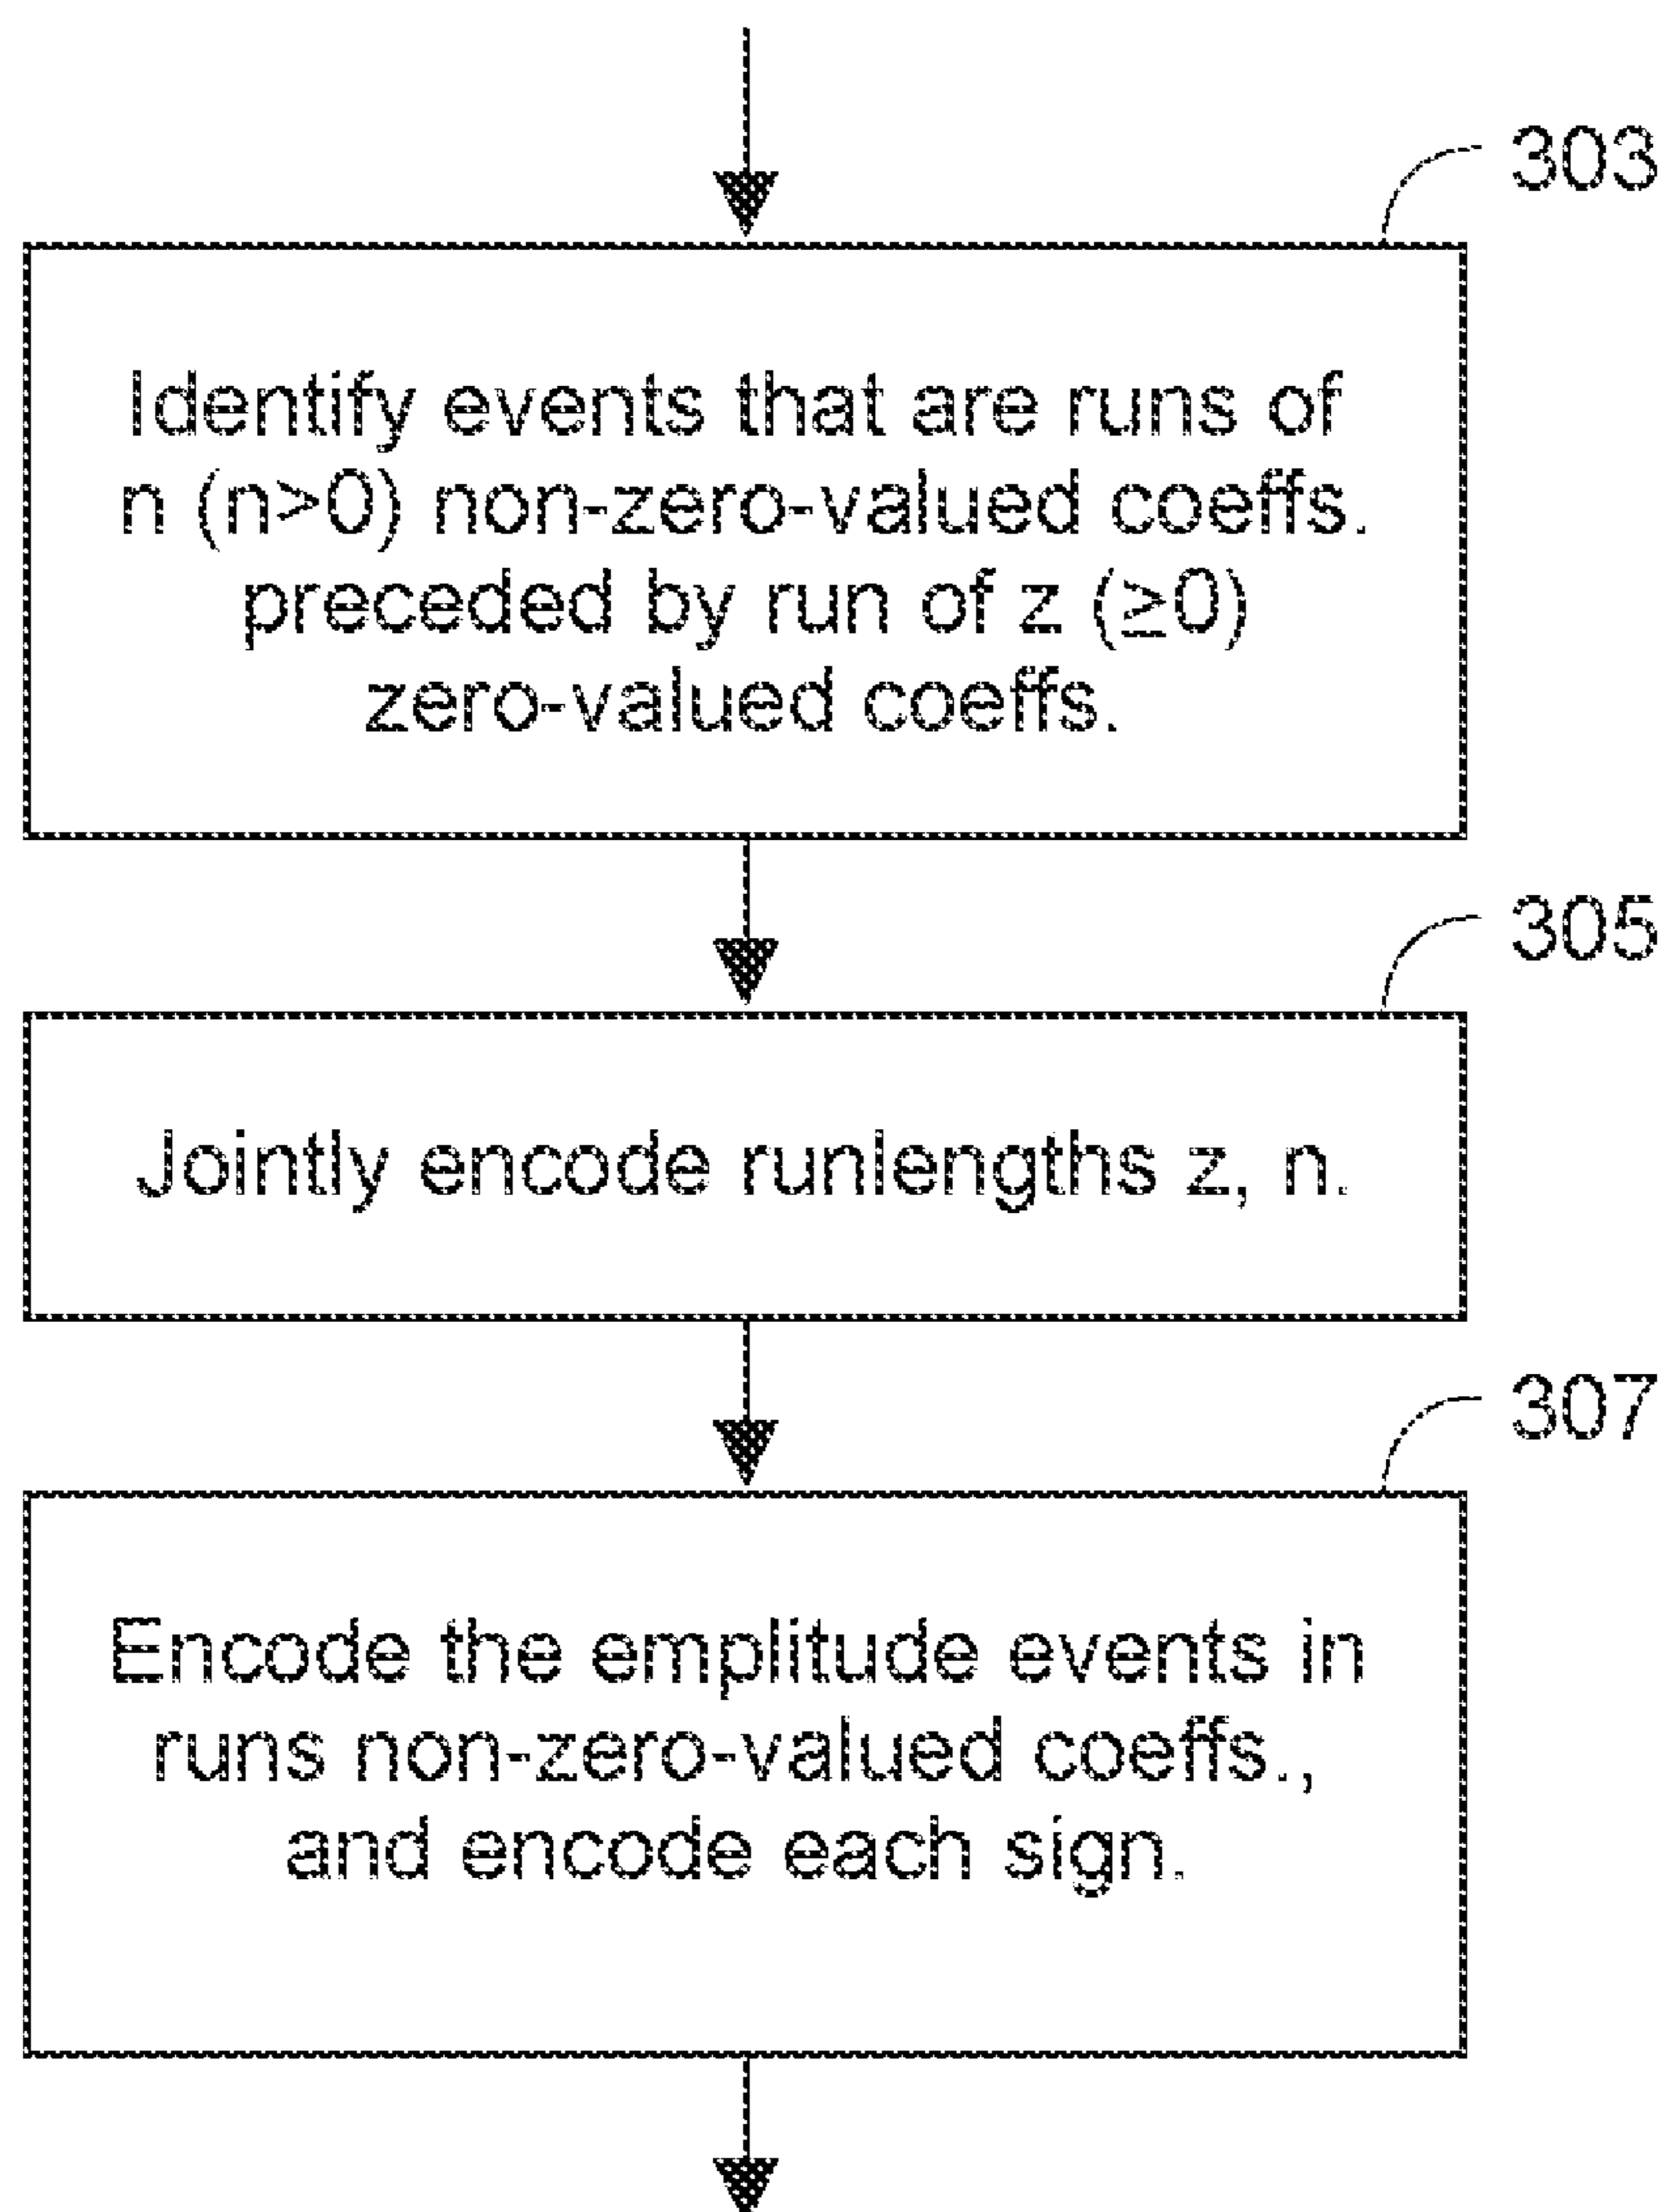 303
Identify events that are runs of
n (n>0) non-zero-valued coeffs.
preceded by run of z (≥0)
zero-valued coeffs.
305
Jointly encode runlengths z, n.
307
Encode the emplitude events in
runs non-zero-valued coeffs.,
and encode each sign.